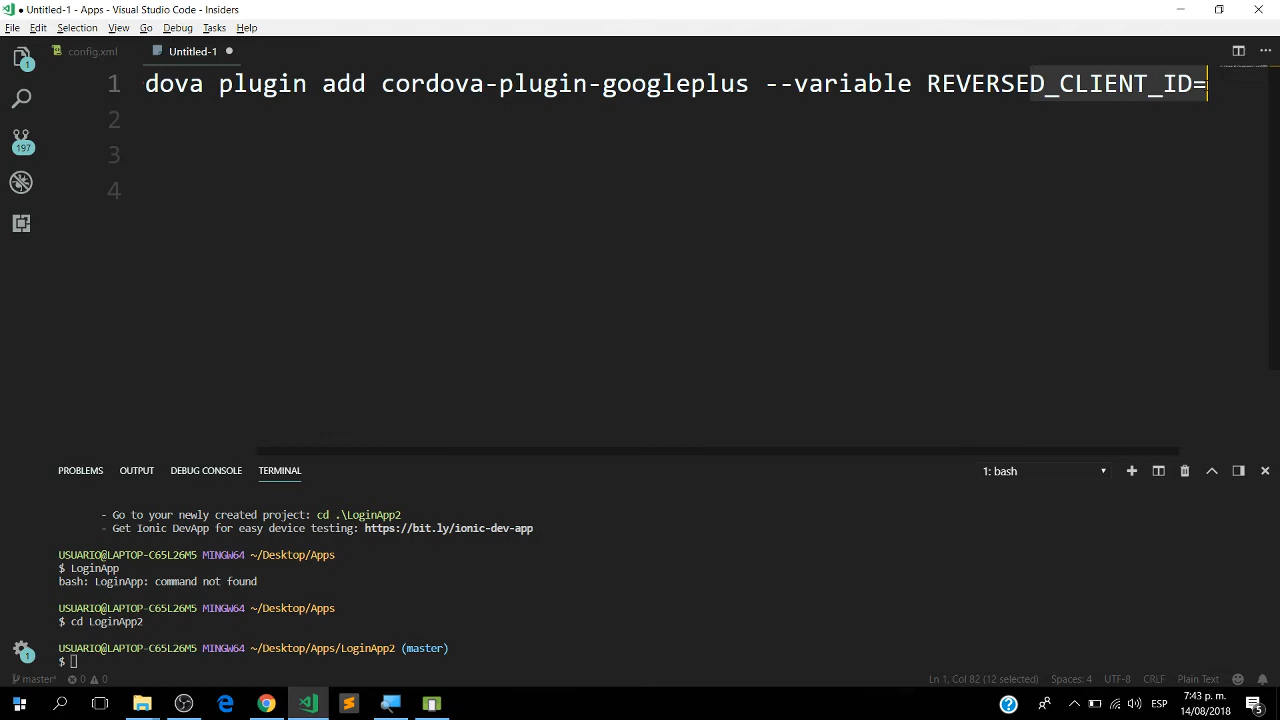 Untitled-1 - Apps - Visual Studio Code - Insiders
File Edit Selection View Go Debug Tasks Help
config.xml Untitled-1
1 dova plugin add cordova-plugin-googleplus --variable REVERSED_CLIENT_ID=
2
3
4
1
197
PROBLEMS OUTPUT DEBUG CONSOLE TERMINAL 1: bash
- Go to your newly created project: cd .\LoginApp2
- Get Ionic DevApp for easy device testing: https://bit.ly/ionic-dev-app
USUARIO@LAPTOP-C65L26M5 MINGW64 ~/Desktop/Apps
$ LoginApp
bash: LoginApp: command not found
USUARIO@LAPTOP-C65L26M5 MINGW64 ~/Desktop/Apps
$ cd LoginApp2
USUARIO@LAPTOP-C65L26M5 MINGW64 ~/Desktop/Apps/LoginApp2 (master)
$
1
master* 0 0 Ln 1, Col 82 (12 selected) Spaces: 4 UTF-8 CRLF Plain Text
ESP 7:43 p. m.
14/08/2018 5